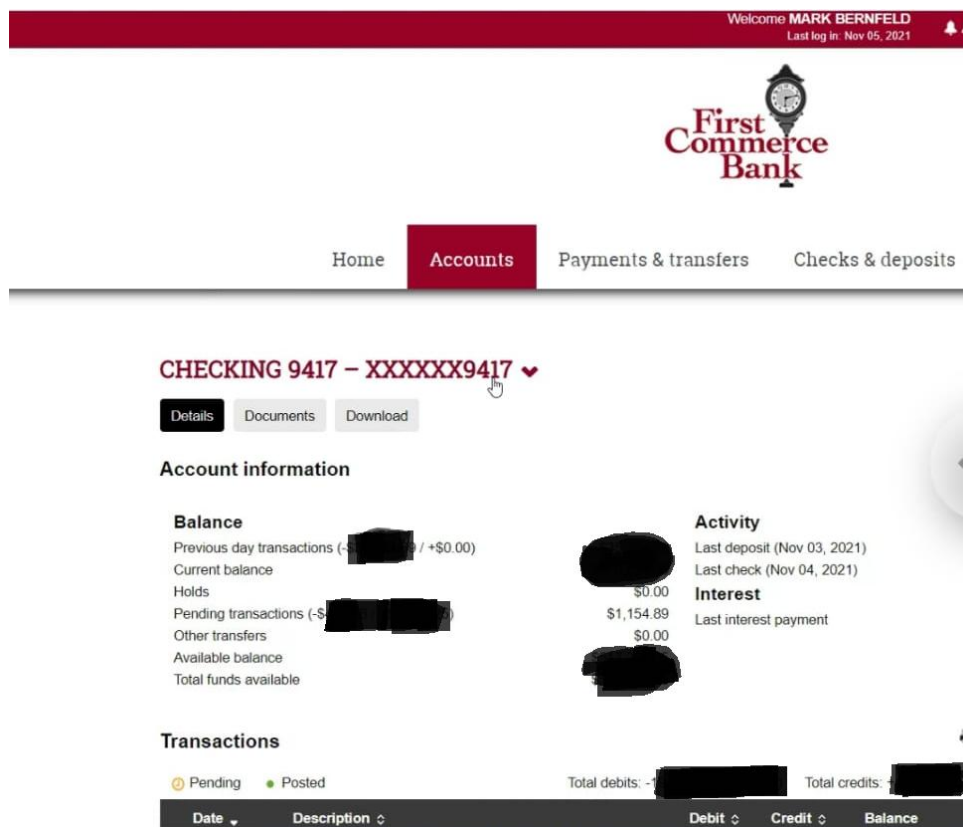 Welcome MARK BERNFELD
Last log in: Nov 05, 2021
First
Commerce
Bank
Home Accounts Payments & transfers Checks & deposits
CHECKING 9417 – XXXXXX9417
Details Documents Download
Account information
Balance
Previous day transactions (-$ / +$0.00)
Current balance
Holds $0.00
Pending transactions (-$ ) $1,154.89
Other transfers $0.00
Available balance
Total funds available
Activity
Last deposit (Nov 03, 2021)
Last check (Nov 04, 2021)
Interest
Last interest payment
Transactions
Pending Posted Total debits: -1 Total credits:
Date Description Debit Credit Balance